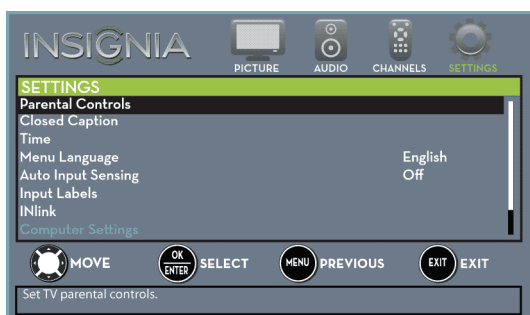 INSIGNIA
PICTURE AUDIO CHANNELS SETTINGS
SETTINGS
Parental Controls
Closed Caption
Time
Menu Language English
Auto Input Sensing Off
Input Labels
INlink
Computer Settings
MOVE OK ENTER SELECT MENU PREVIOUS EXIT EXIT
Set TV parental controls.